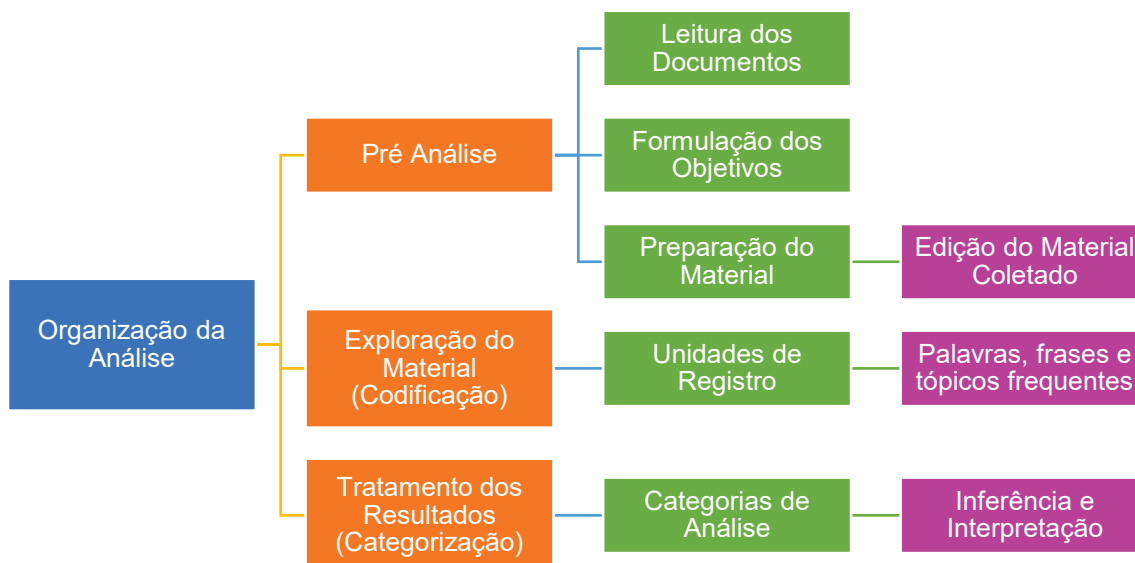 Leitura dos
Documentos
Pré Análise
Formulação dos
Objetivos
Preparação do
Material
Edição do Material
Coletado
Organização da
Análise
Exploração do
Material
(Codificação)
Unidades de
Registro
Palavras, frases e
tópicos frequentes
Tratamento dos
Resultados
(Categorização)
Categorias de
Análise
Inferência e
Interpretação